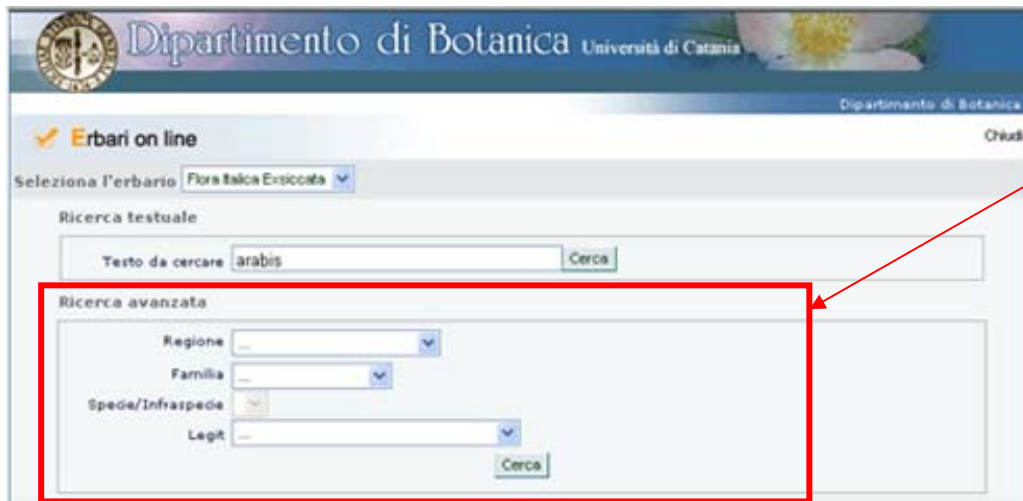 Dipartimento di Botanica Università di Catania
Dipartimento di Botanica
Erbari on line
Chiudi
Seleziona l'erbario Flora Italica Exsiccata
Ricerca testuale
Testo da cercare arabis Cerca
Ricerca avanzata
Regione ...
Familia ...
Specie/Infraspecie
Legit ...
Cerca